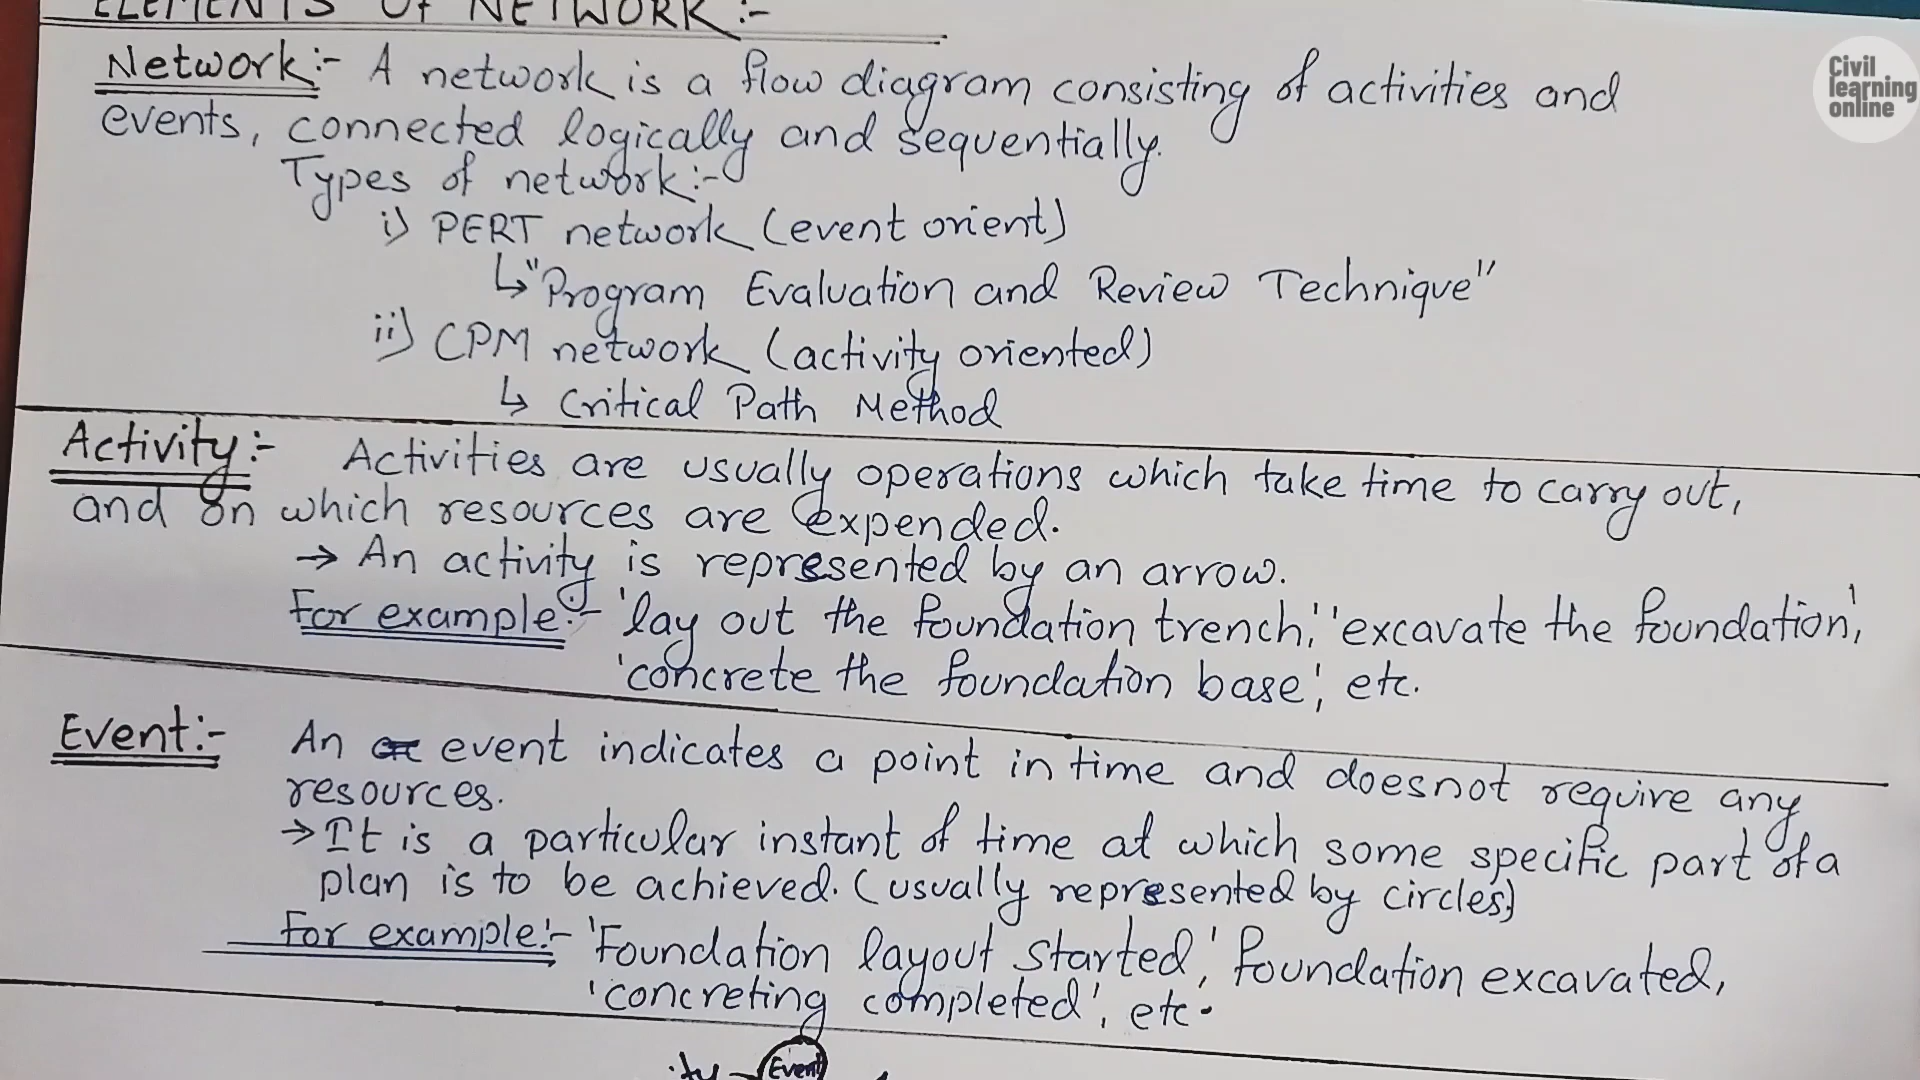 ELEMENTS OF NETWORK :-
Network:- A network is a flow diagram consisting of activities and
events, connected logically and sequentially.
Types of network:-
i) PERT network (event orient)
↳"Program Evaluation and Review Technique"
ii) CPM network (activity oriented)
↳ Critical Path Method
Activity:- Activities are usually operations which take time to carry out,
and on which resources are expended.
→ An activity is represented by an arrow.
For example:- 'lay out the foundation trench,' 'excavate the foundation',
'concrete the foundation base', etc.
Event:- An event indicates a point in time and doesnot require any
resources.
→ It is a particular instant of time at which some specific part of a
plan is to be achieved. (usually represented by circles)
For example:- 'Foundation layout started,' foundation excavated,
'concreting completed', etc.
Event
Civil
learning
online